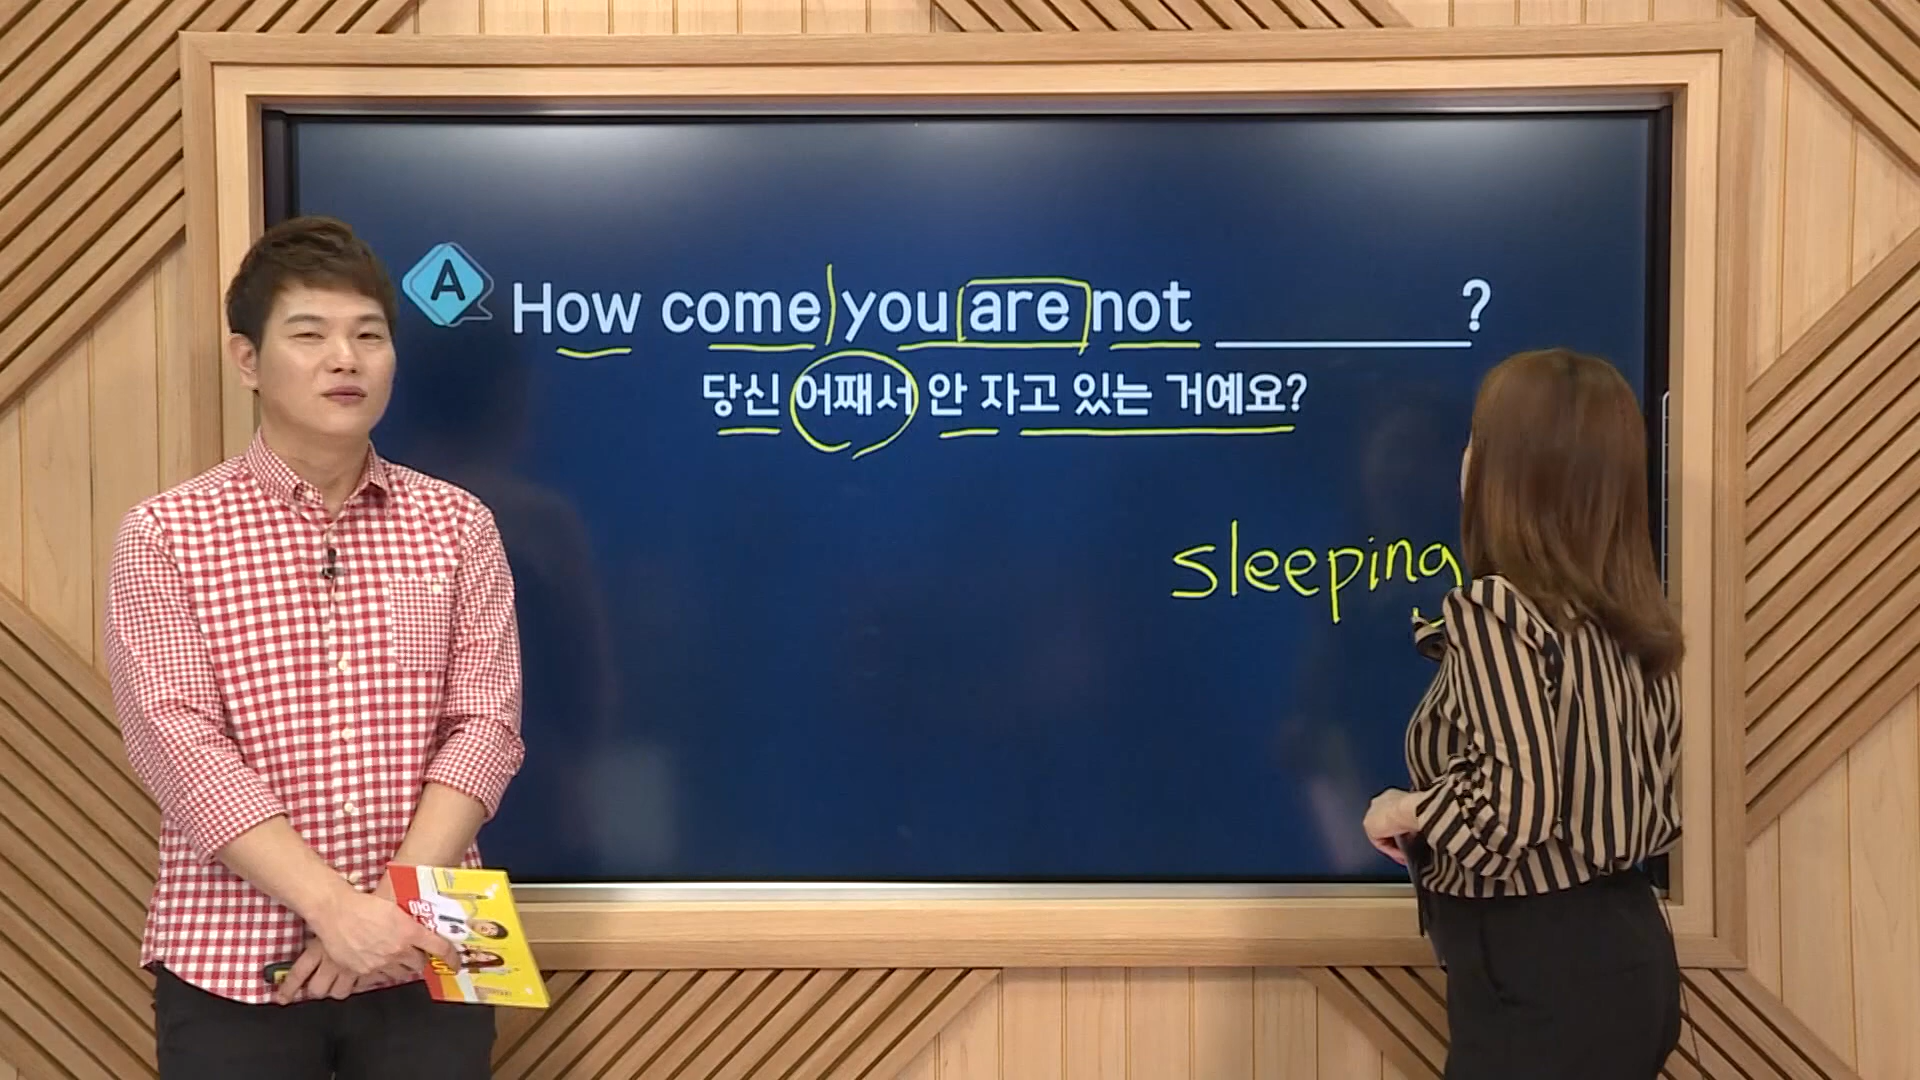 A How come you are not ________?
당신 어째서 안 자고 있는 거예요?
sleeping